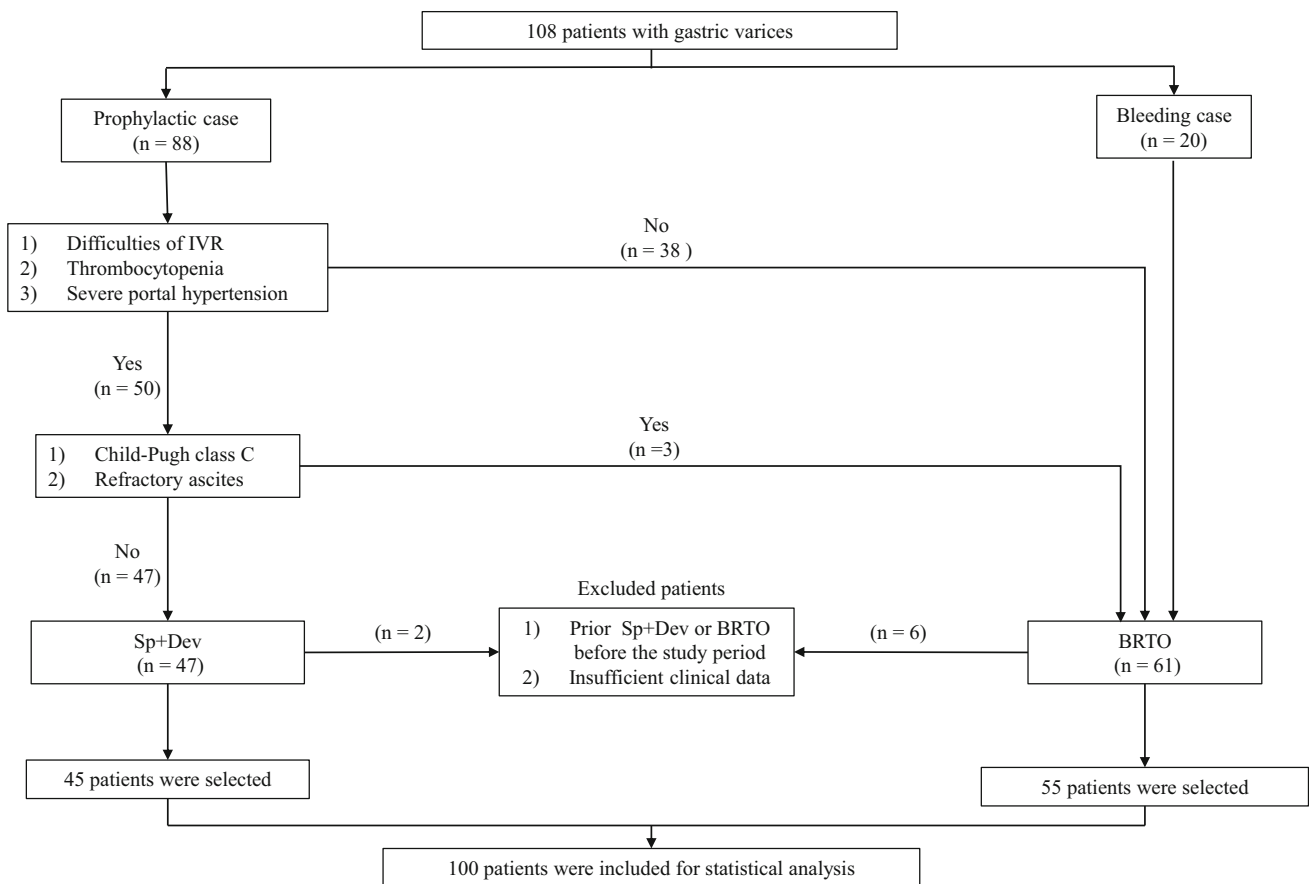 108 patients with gastric varices
Prophylactic case
(n = 88)
Bleeding case
(n = 20)
1) Difficulties of IVR
2) Thrombocytopenia
3) Severe portal hypertension
No
(n = 38 )
Yes
(n = 50)
1) Child-Pugh class C
2) Refractory ascites
Yes
(n =3)
No
(n = 47)
Sp+Dev
(n = 47)
(n = 2)
Excluded patients
1) Prior Sp+Dev or BRTO
before the study period
2) Insufficient clinical data
(n = 6)
BRTO
(n = 61)
45 patients were selected
55 patients were selected
100 patients were included for statistical analysis